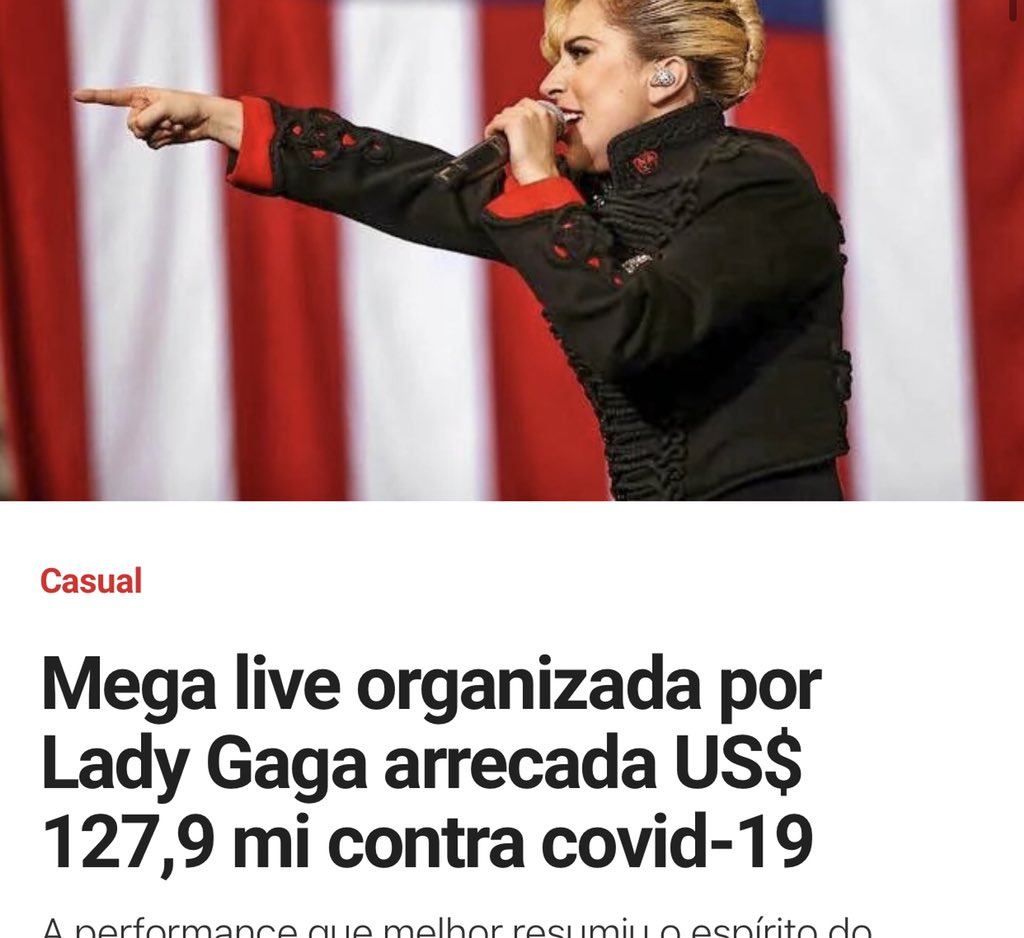 Casual
Mega live organizada por
Lady Gaga arrecada US$
127,9 mi contra covid-19
A performance que melhor resumiu o espírito do